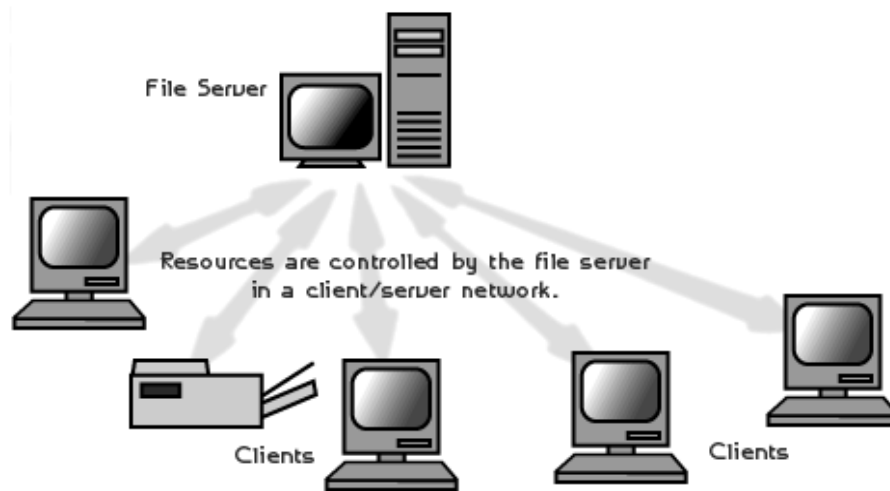 File Server
Resources are controlled by the file server
in a client/server network.
Clients
Clients